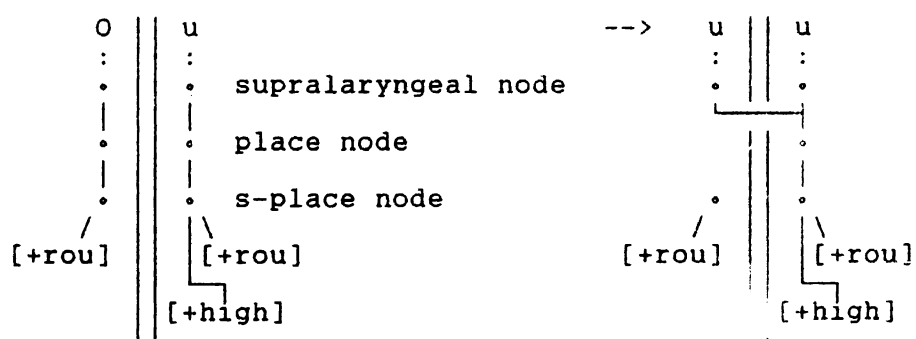 O u --> u u
supralaryngeal node
place node
s-place node
[+rou] [+rou] [+rou] [+rou]
[+high] [+high]